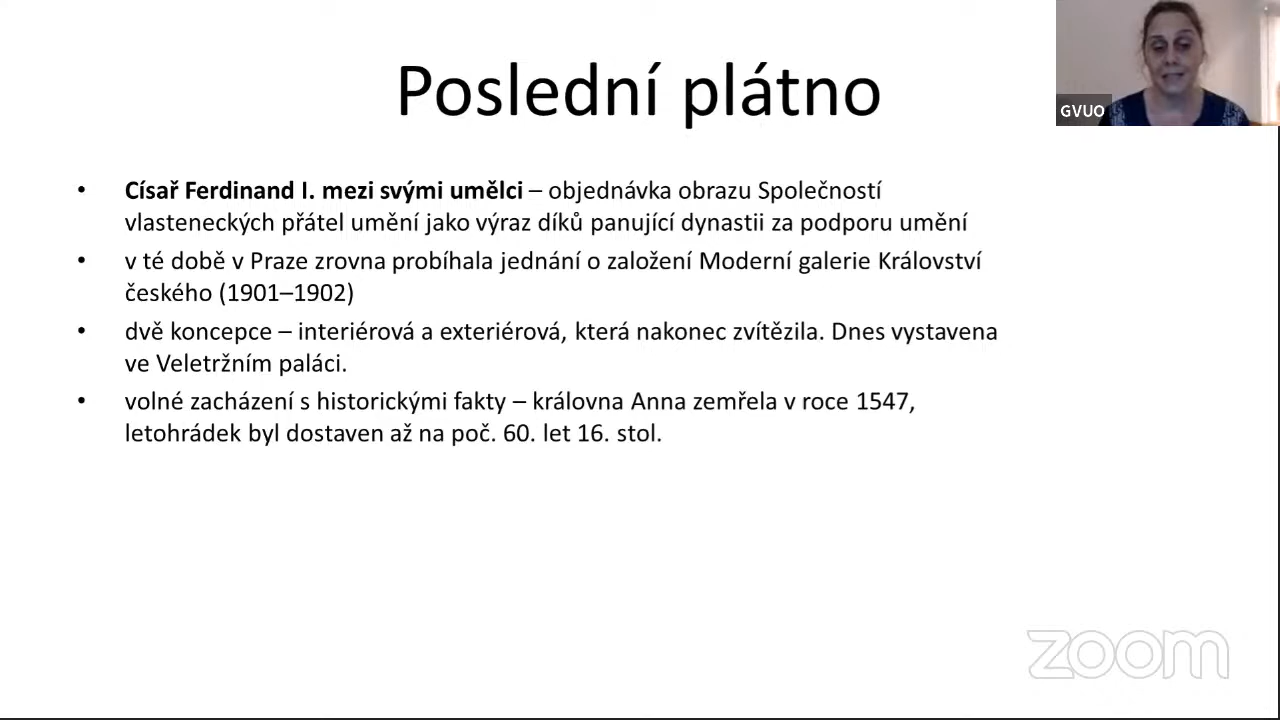 Poslední plátno
GVUO
• Císař Ferdinand I. mezi svými umělci – objednávka obrazu Společností
vlasteneckých přátel umění jako výraz díků panující dynastii za podporu umění
• v té době v Praze zrovna probíhala jednání o založení Moderní galerie Království
českého (1901–1902)
• dvě koncepce – interiérová a exteriérová, která nakonec zvítězila. Dnes vystavena
ve Veletržním paláci.
• volné zacházení s historickými fakty – královna Anna zemřela v roce 1547,
letohrádek byl dostaven až na poč. 60. let 16. stol.
zoom